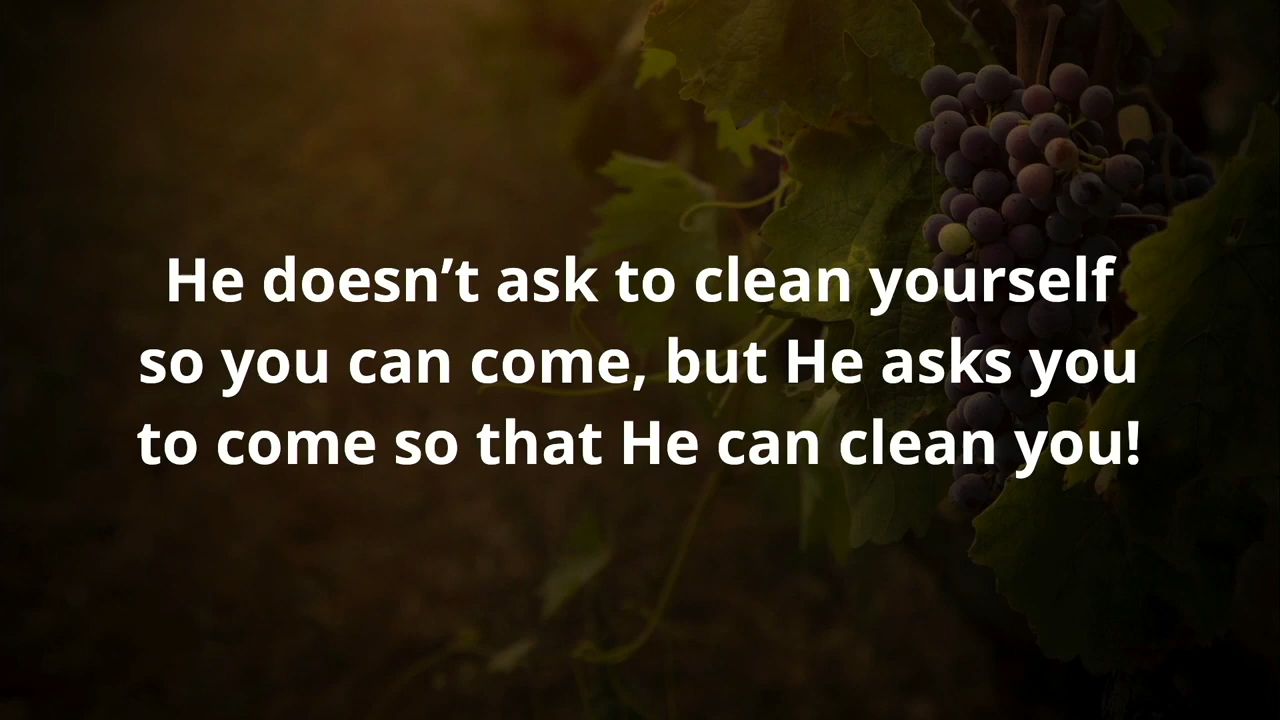 He doesn’t ask to clean yourself
so you can come, but He asks you
to come so that He can clean you!